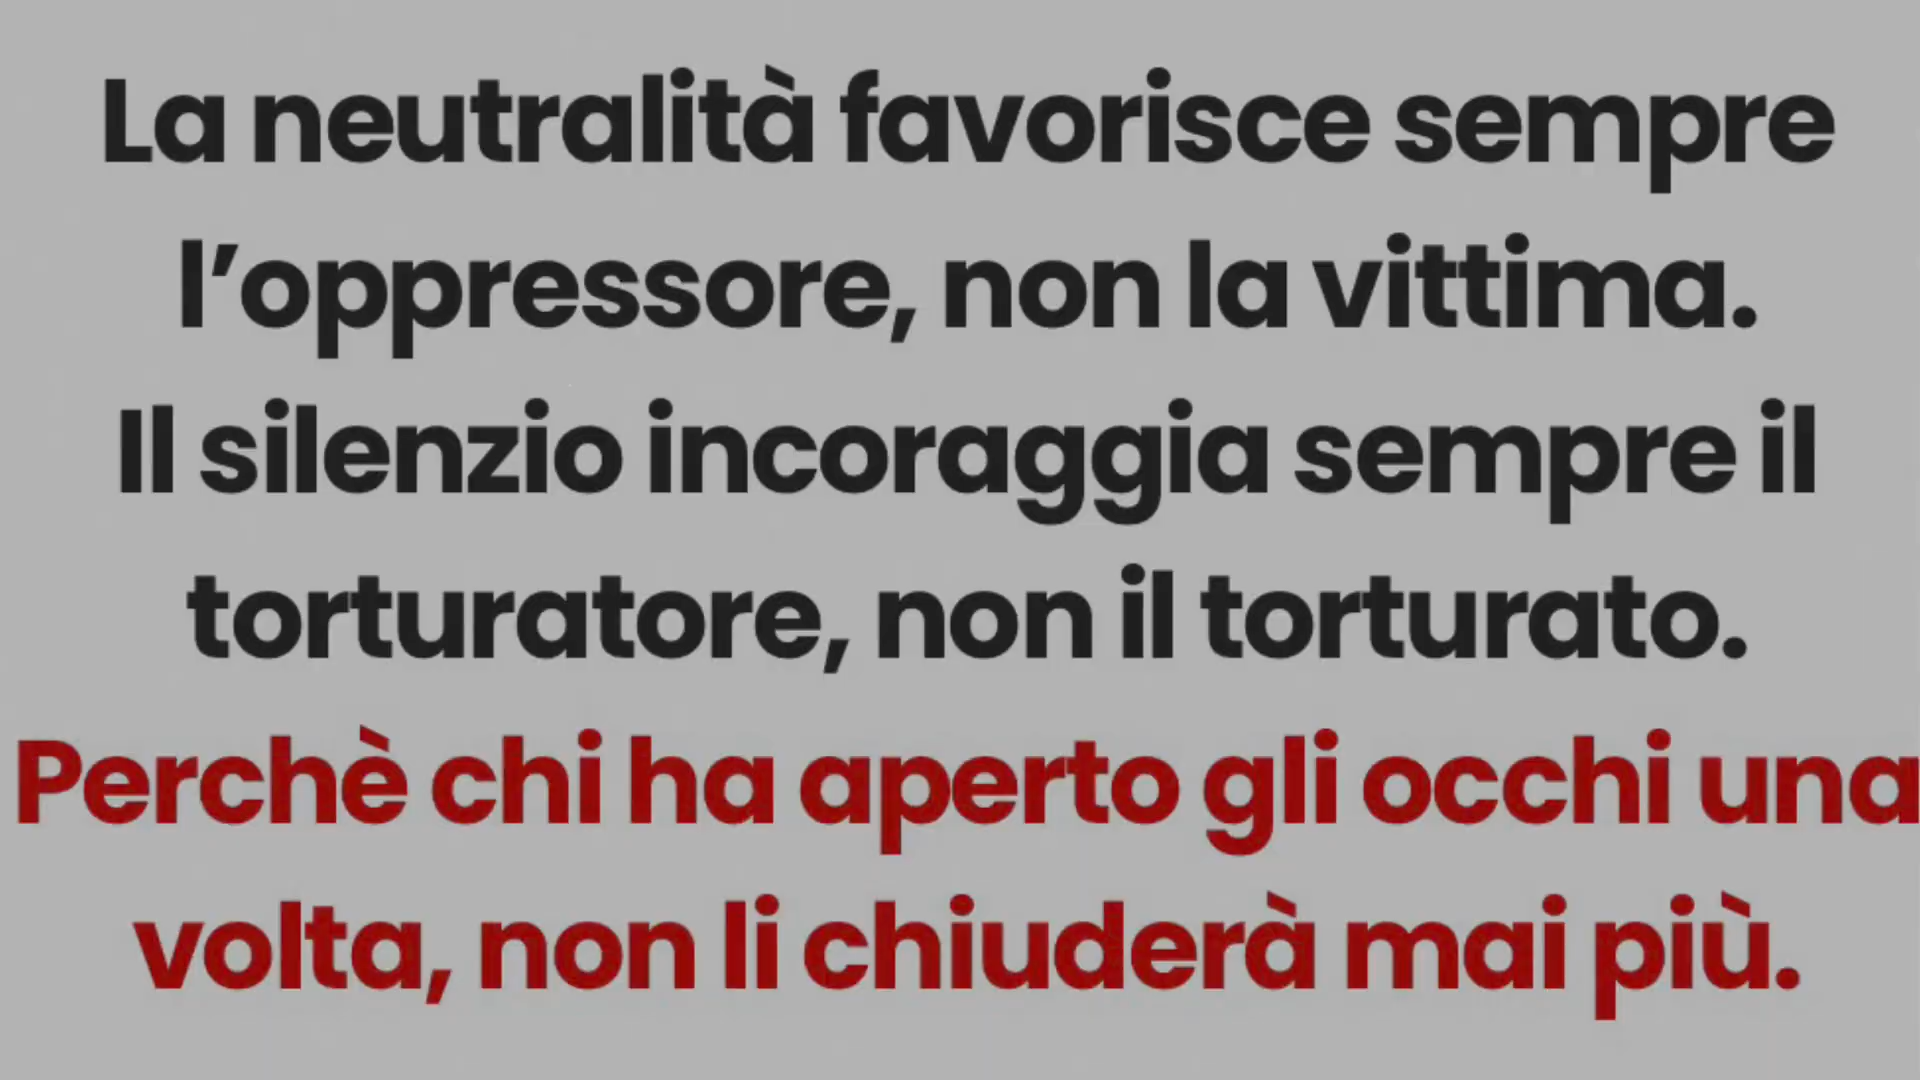 La neutralità favorisce sempre
l’oppressore, non la vittima.
Il silenzio incoraggia sempre il
torturatore, non il torturato.
Perchè chi ha aperto gli occhi una
volta, non li chiuderà mai più.